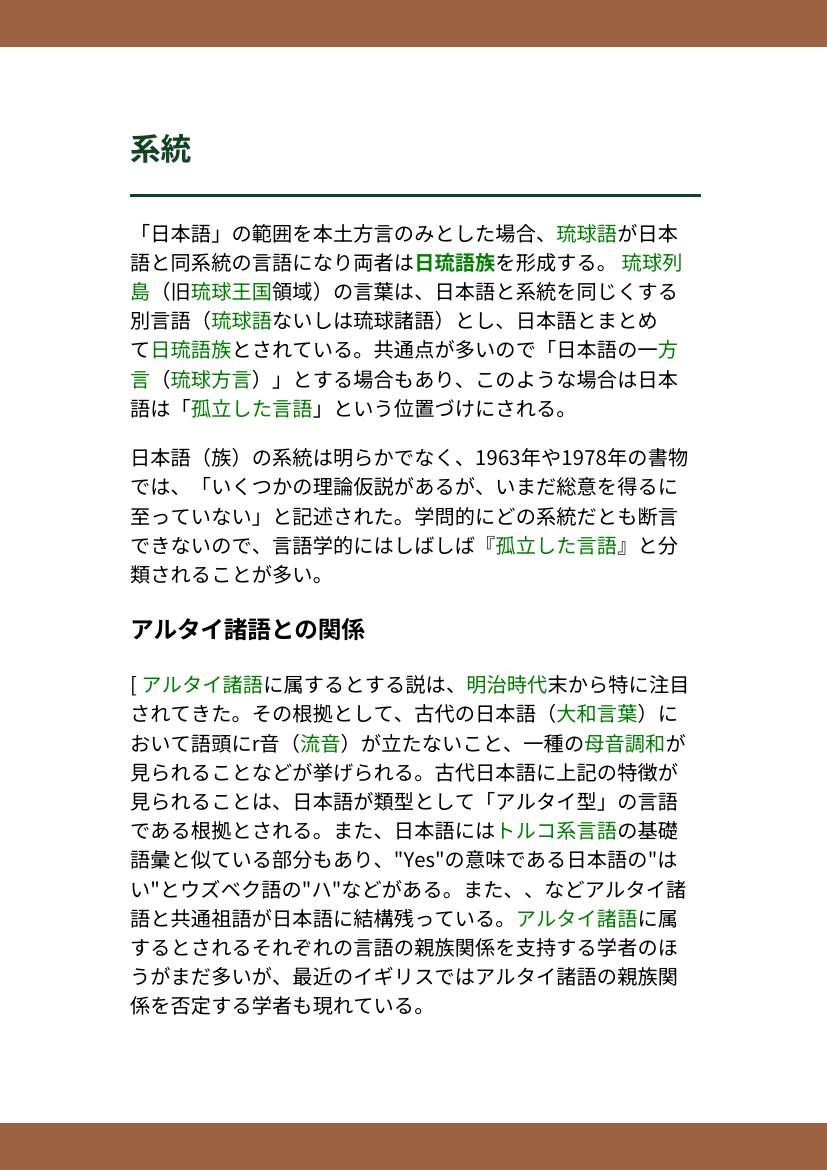 系統
「日本語」の範囲を本土方言のみとした場合、琉球語が日本
語と同系統の言語になり両者は日琉語族を形成する。 琉球列
島（旧琉球王国領域）の言葉は、日本語と系統を同じくする
別言語（琉球語ないしは琉球諸語）とし、日本語とまとめ
て日琉語族とされている。共通点が多いので「日本語の一方
言（琉球方言）」とする場合もあり、このような場合は日本
語は「孤立した言語」という位置づけにされる。
日本語（族）の系統は明らかでなく、1963年や1978年の書物
では、「いくつかの理論仮説があるが、いまだ総意を得るに
至っていない」と記述された。学問的にどの系統だとも断言
できないので、言語学的にはしばしば『孤立した言語』と分
類されることが多い。
アルタイ諸語との関係
[ アルタイ諸語に属するとする説は、明治時代末から特に注目
されてきた。その根拠として、古代の日本語（大和言葉）に
おいて語頭にr音（流音）が立たないこと、一種の母音調和が
見られることなどが挙げられる。古代日本語に上記の特徴が
見られることは、日本語が類型として「アルタイ型」の言語
である根拠とされる。また、日本語にはトルコ系言語の基礎
語彙と似ている部分もあり、"Yes"の意味である日本語の"は
い"とウズベク語の"ハ"などがある。また、、などアルタイ諸
語と共通祖語が日本語に結構残っている。アルタイ諸語に属
するとされるそれぞれの言語の親族関係を支持する学者のほ
うがまだ多いが、最近のイギリスではアルタイ諸語の親族関
係を否定する学者も現れている。